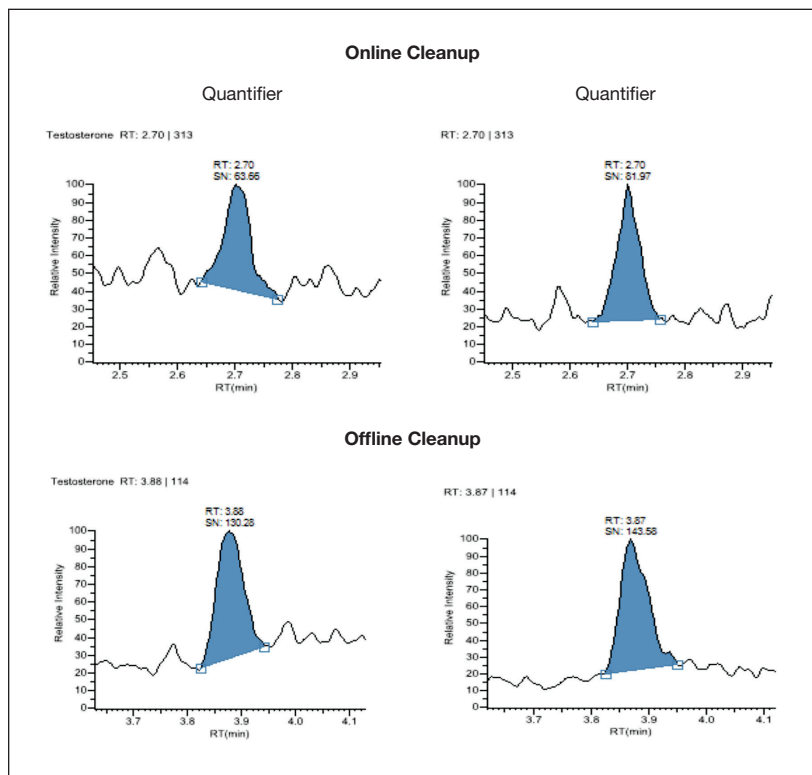 Online Cleanup
Quantifier
Quantifier
Testosterone RT: 2.70 | 313
RT: 2.70 | 313
RT: 2.70
SN: 63.66
RT: 2.70
SN: 81.97
Relative Intensity
100
90
80
70
60
50
40
30
20
10
0
2.5 2.6 2.7 2.8 2.9
RT(min)
Relative Intensity
100
90
80
70
60
50
40
30
20
10
0
2.5 2.6 2.7 2.8 2.9
RT(min)
Offline Cleanup
Testosterone RT: 3.88 | 114
RT: 3.87 | 114
RT: 3.88
SN: 130.28
RT: 3.87
SN: 143.58
Relative Intensity
100
90
80
70
60
50
40
30
20
10
0
3.7 3.8 3.9 4.0 4.1
RT(min)
Relative Intensity
100
90
80
70
60
50
40
30
20
10
0
3.7 3.8 3.9 4.0 4.1
RT(min)